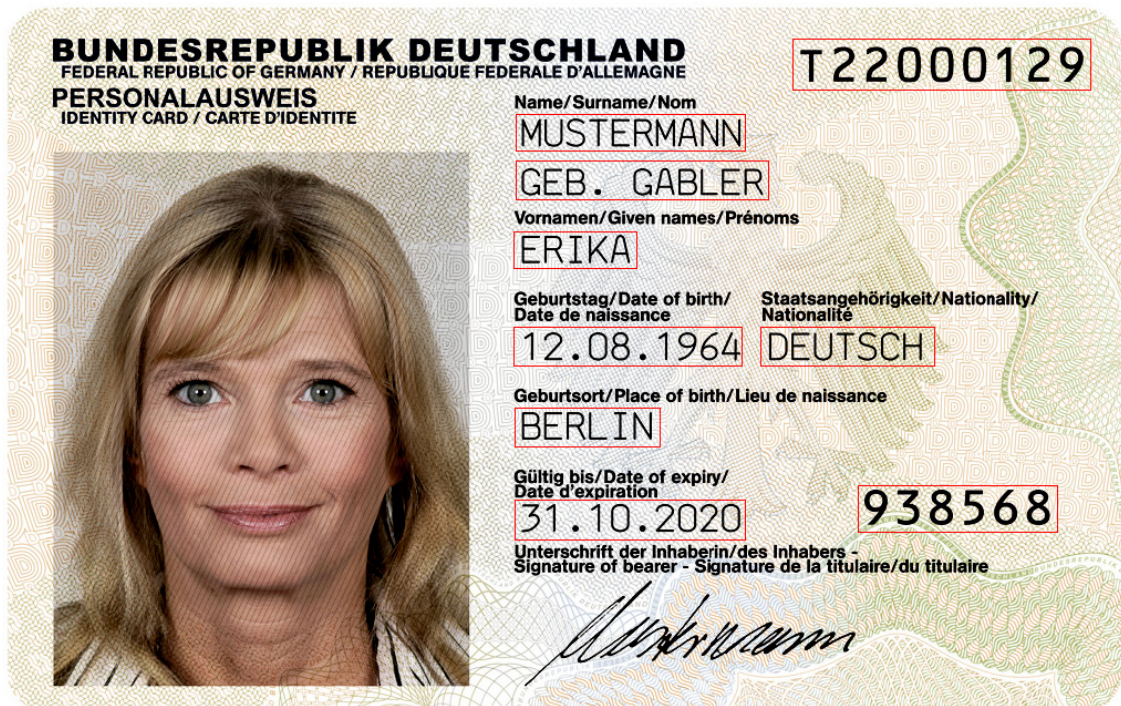 BUNDESREPUBLIK DEUTSCHLAND
FEDERAL REPUBLIC OF GERMANY / REPUBLIQUE FEDERALE D'ALLEMAGNE
PERSONALAUSWEIS
IDENTITY CARD / CARTE D'IDENTITE
T22000129
Name/Surname/Nom
MUSTERMANN
GEB. GABLER
Vornamen/Given names/Prénoms
ERIKA
Geburtstag/Date of birth/
Date de naissance
12.08.1964
Staatsangehörigkeit/Nationality/
Nationalité
DEUTSCH
Geburtsort/Place of birth/Lieu de naissance
BERLIN
Gültig bis/Date of expiry/
Date d'expiration
31.10.2020
938568
Unterschrift der Inhaberin/des Inhabers -
Signature of bearer - Signature de la titulaire/du titulaire
Mustermann